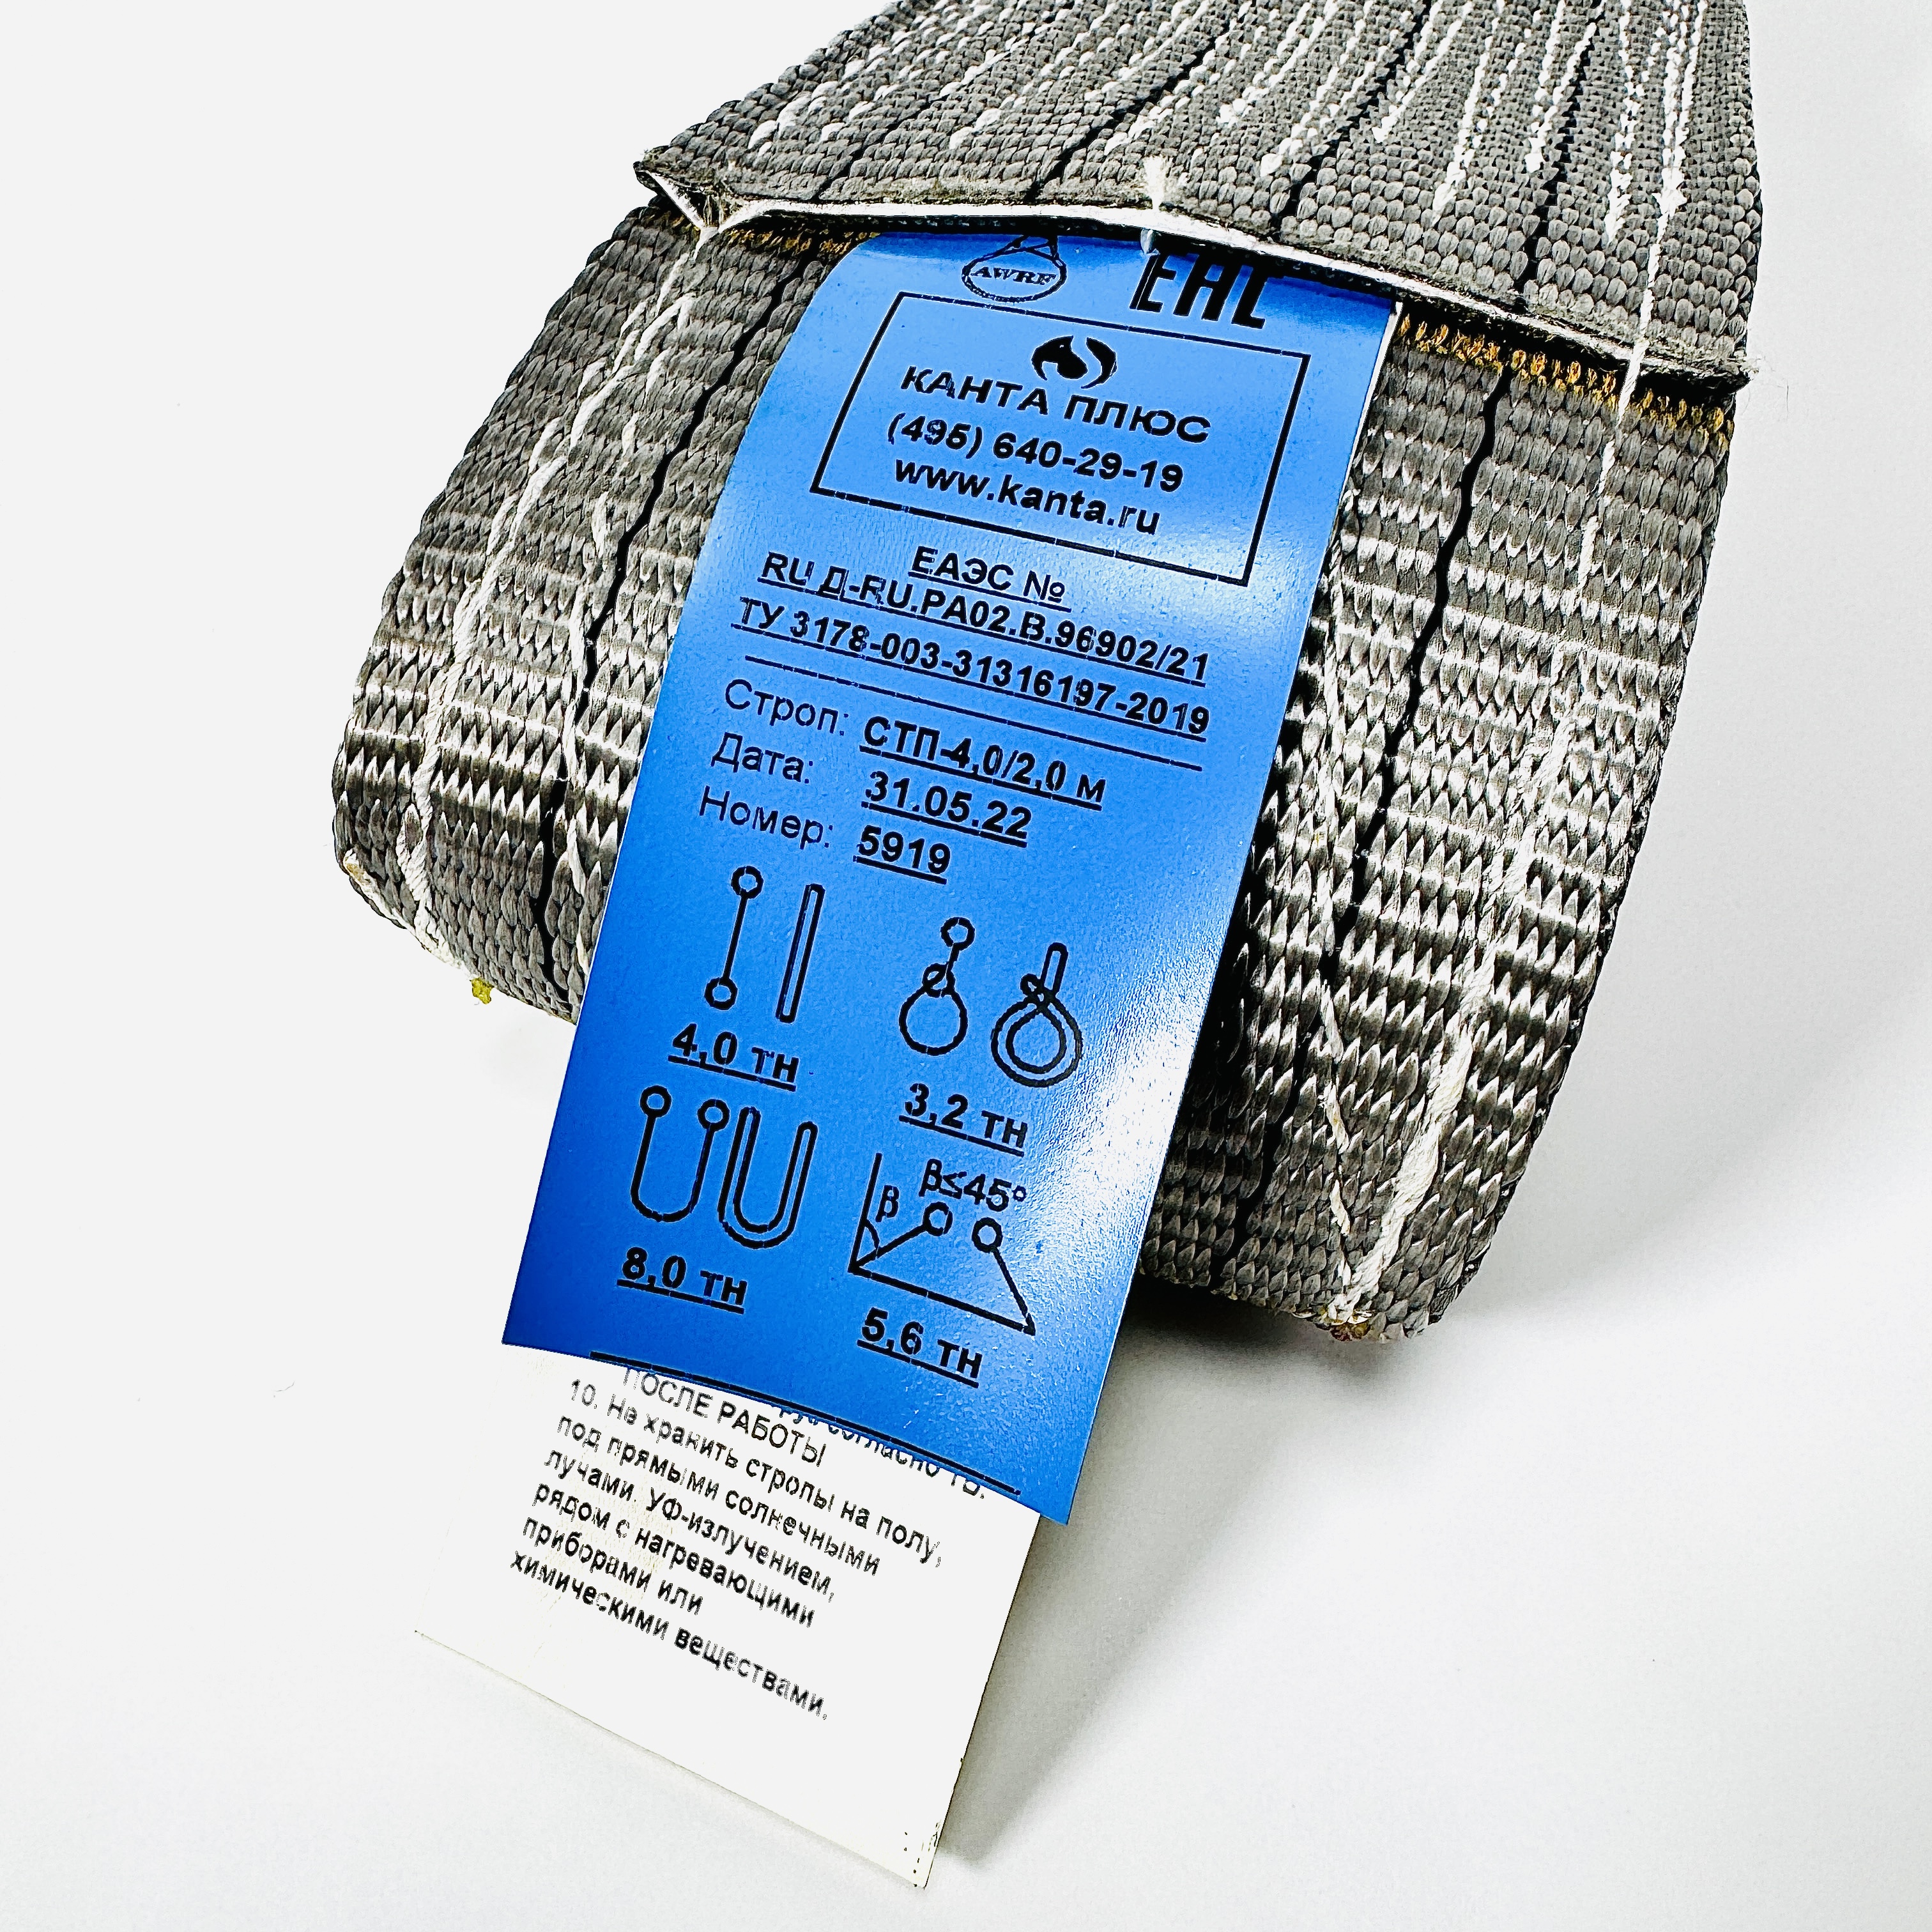 AWRF
EAC
КАНТА ПЛЮС
(495) 640-29-19
www.kanta.ru
ЕАЭС №
RU Д-RU.PA02.B.96902/21
ТУ 3178-003-31316197-2019
Строп: СТП-4,0/2,0 м
Дата: 31.05.22
Номер: 5919
4,0 тн
3,2 тн
β≤45°
β
8,0 тн
5,6 тн
согласно
ПОСЛЕ РАБОТЫ
10. Не хранить стропы на полу,
под прямыми солнечными
лучами. УФ-излучением,
рядом с нагревающими
приборами или
химическими веществами.